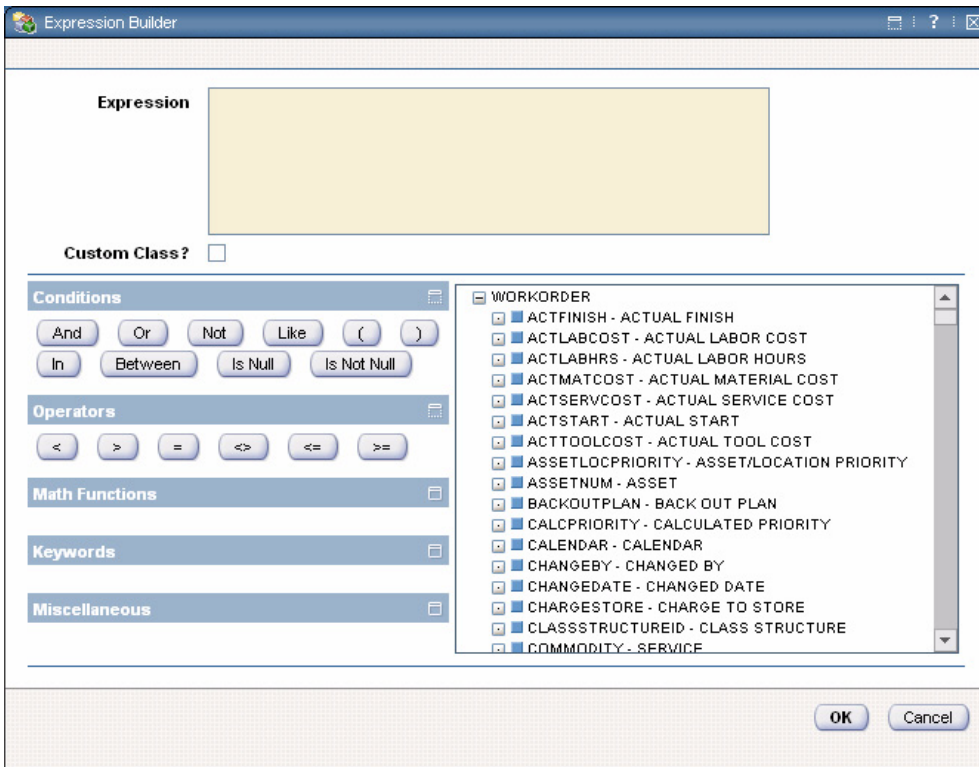 Expression Builder ?
Expression
Custom Class?
Conditions
And Or Not Like ( )
In Between Is Null Is Not Null
Operators
< > = <> <= >=
Math Functions
Keywords
Miscellaneous
WORKORDER
ACTFINISH - ACTUAL FINISH
ACTLABCOST - ACTUAL LABOR COST
ACTLABHRS - ACTUAL LABOR HOURS
ACTMATCOST - ACTUAL MATERIAL COST
ACTSERVCOST - ACTUAL SERVICE COST
ACTSTART - ACTUAL START
ACTTOOLCOST - ACTUAL TOOL COST
ASSETLOCPRIORITY - ASSET/LOCATION PRIORITY
ASSETNUM - ASSET
BACKOUTPLAN - BACK OUT PLAN
CALCPRIORITY - CALCULATED PRIORITY
CALENDAR - CALENDAR
CHANGEBY - CHANGED BY
CHANGEDATE - CHANGED DATE
CHARGESTORE - CHARGE TO STORE
CLASSSTRUCTUREID - CLASS STRUCTURE
COMMODITY - SERVICE
OK Cancel